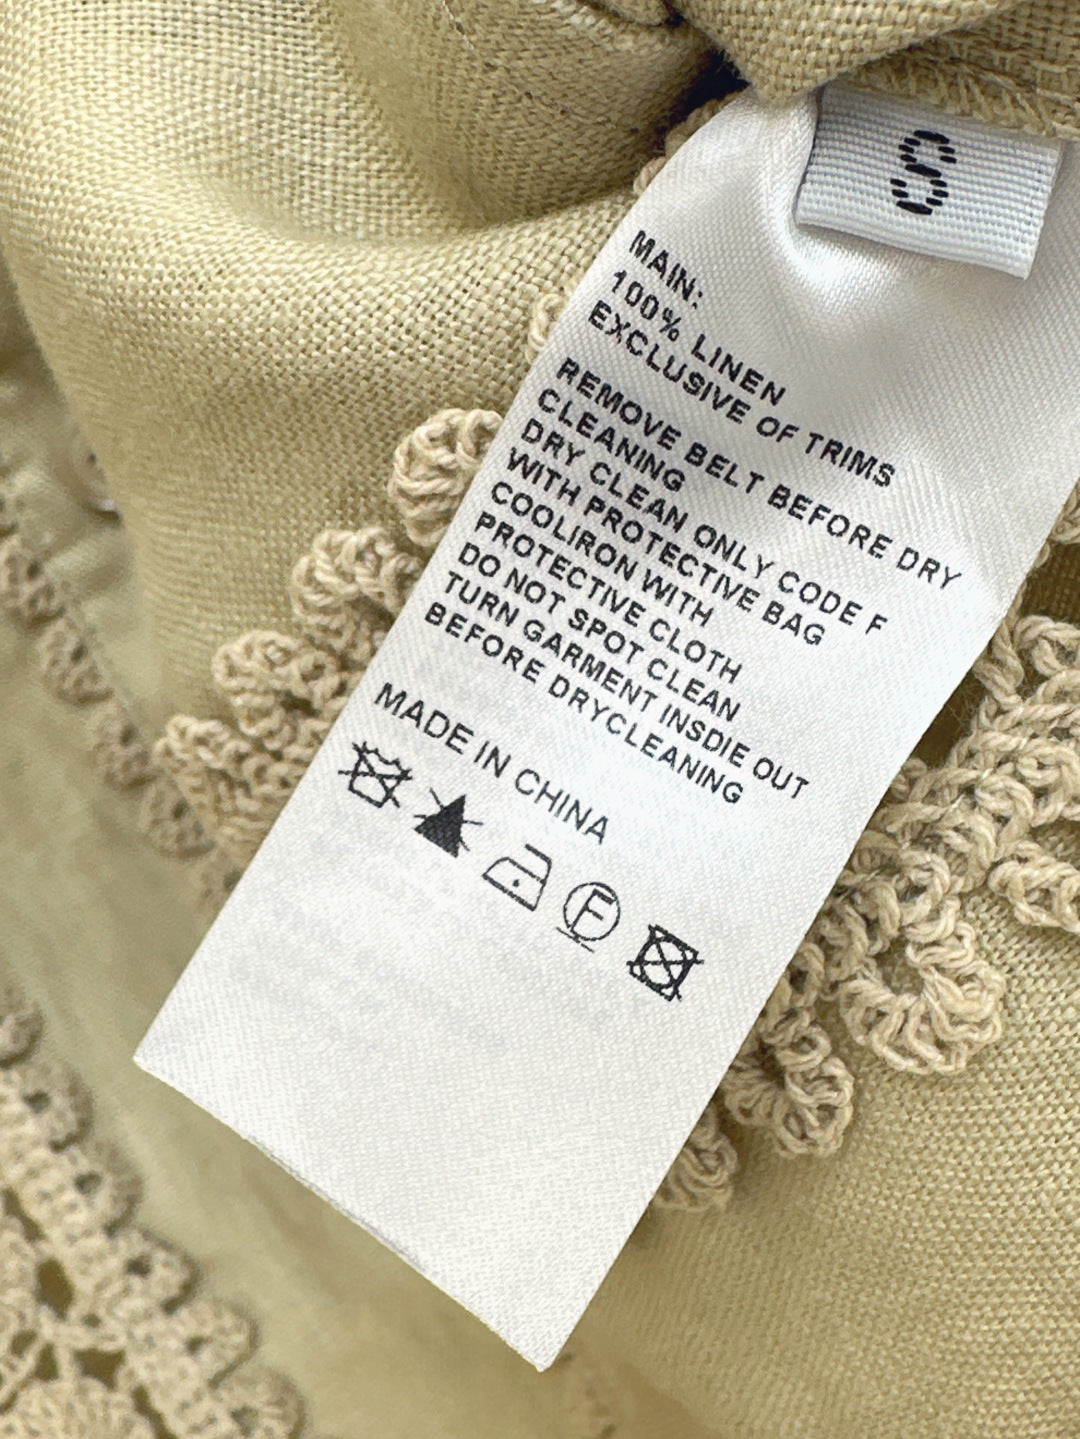 S
MAIN:
100% LINEN
EXCLUSIVE OF TRIMS
REMOVE BELT BEFORE DRY
CLEANING
DRY CLEAN ONLY CODE F
WITH PROTECTIVE BAG
COOLIRON WITH
PROTECTIVE CLOTH
DO NOT SPOT CLEAN
TURN GARMENT INSDIE OUT
BEFORE DRYCLEANING
MADE IN CHINA
F